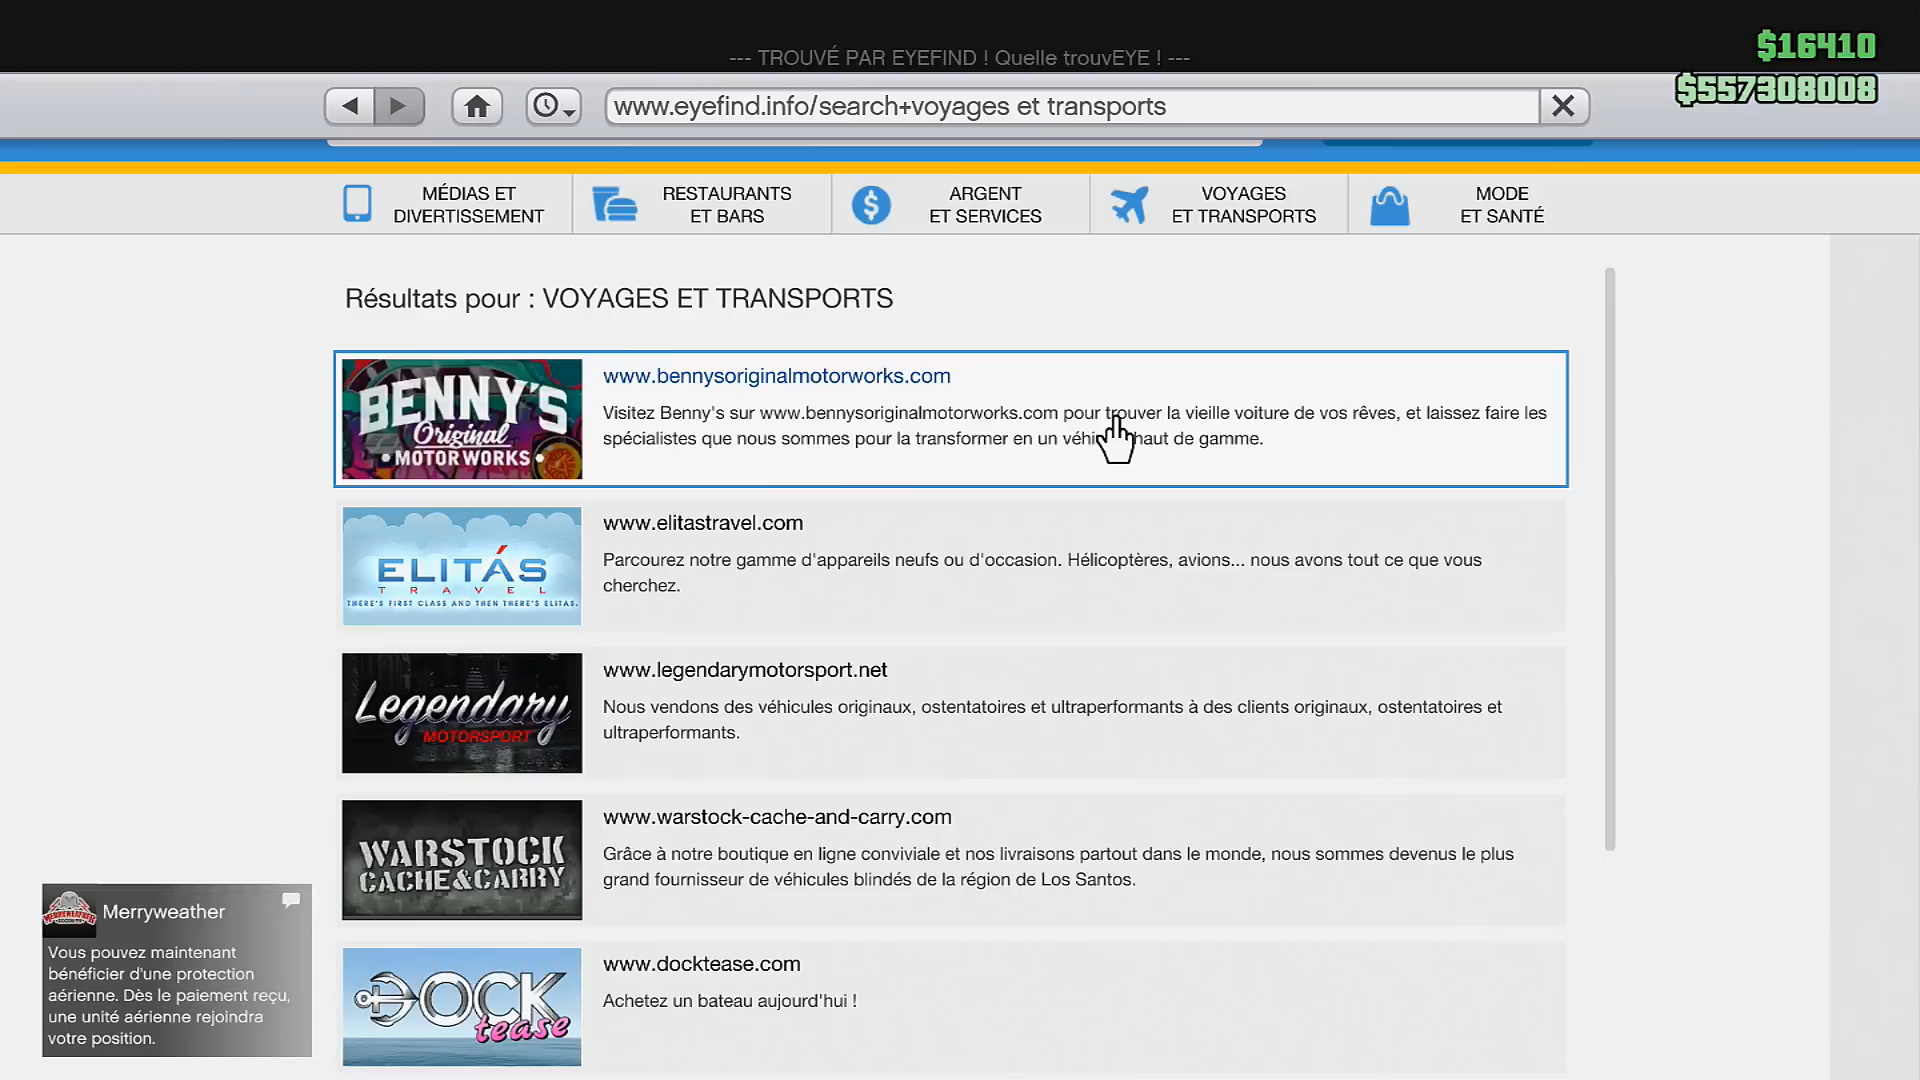 --- TROUVÉ PAR EYEFIND ! Quelle trouvEYE ! ---
$16410
$557308008
www.eyefind.info/search+voyages et transports
MÉDIAS ET
DIVERTISSEMENT
RESTAURANTS
ET BARS
ARGENT
ET SERVICES
VOYAGES
ET TRANSPORTS
MODE
ET SANTÉ
Résultats pour : VOYAGES ET TRANSPORTS
BENNY'S
Original
MOTOR WORKS
www.bennysoriginalmotorworks.com
Visitez Benny's sur www.bennysoriginalmotorworks.com pour trouver la vieille voiture de vos rêves, et laissez faire les
spécialistes que nous sommes pour la transformer en un véhi haut de gamme.
ELITÁS
TRAVEL
THERE'S FIRST CLASS AND THEN THERE'S ELITAS.
www.elitastravel.com
Parcourez notre gamme d'appareils neufs ou d'occasion. Hélicoptères, avions... nous avons tout ce que vous
cherchez.
Legendary
MOTORSPORT
www.legendarymotorsport.net
Nous vendons des véhicules originaux, ostentatoires et ultraperformants à des clients originaux, ostentatoires et
ultraperformants.
WARSTOCK
CACHE&CARRY
www.warstock-cache-and-carry.com
Grâce à notre boutique en ligne conviviale et nos livraisons partout dans le monde, nous sommes devenus le plus
grand fournisseur de véhicules blindés de la région de Los Santos.
DOCK
tease
www.docktease.com
Achetez un bateau aujourd'hui !
MERRYWEATHER
Merryweather
Vous pouvez maintenant
bénéficier d'une protection
aérienne. Dès le paiement reçu,
une unité aérienne rejoindra
votre position.